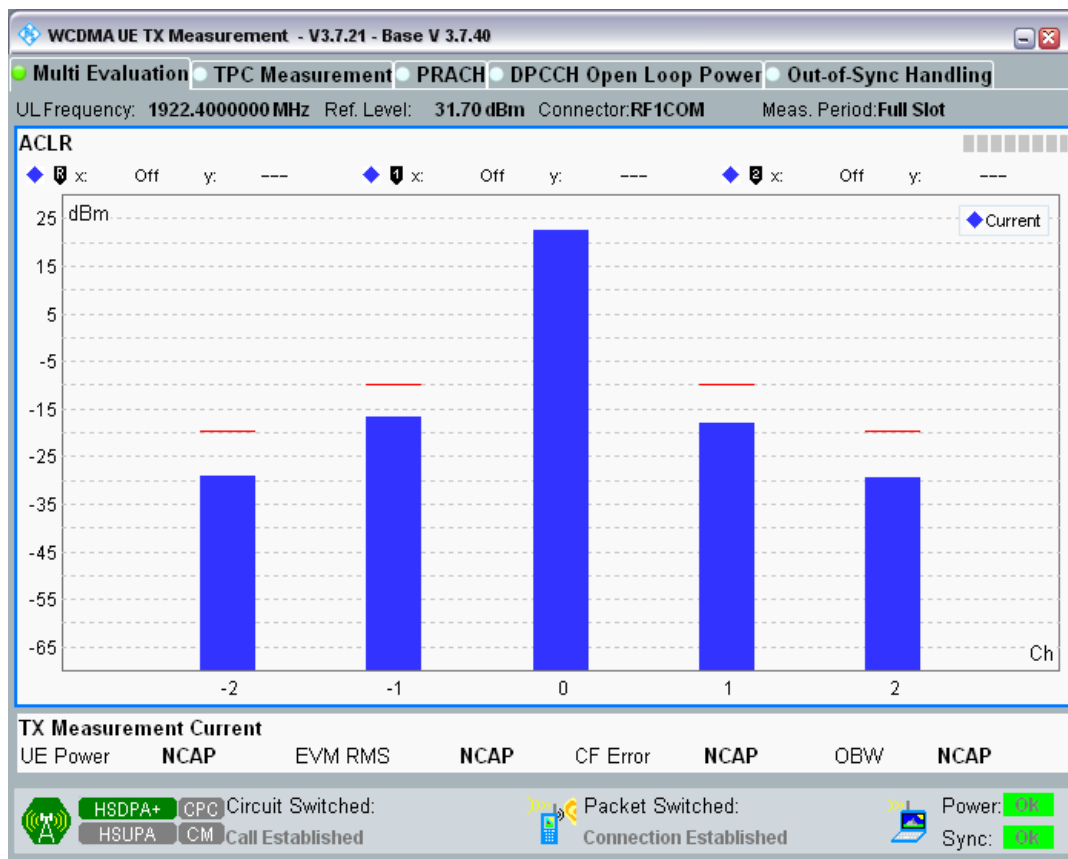 WCDMA UE TX Measurement - V3.7.21 - Base V 3.7.40
Multi Evaluation TPC Measurement PRACH DPCCH Open Loop Power Out-of-Sync Handling
UL Frequency: 1922.4000000 MHz Ref. Level: 31.70 dBm Connector:RF1COM Meas. Period:Full Slot
ACLR
R x: Off y: --- 1 x: Off y: --- 2 x: Off y: ---
25 dBm
Current
15
5
-5
-15
-25
-35
-45
-55
-65
Ch
-2 -1 0 1 2
TX Measurement Current
UE Power NCAP EVM RMS NCAP CF Error NCAP OBW NCAP
HSDPA+ CPC Circuit Switched: Packet Switched: Power: OK
HSUPA CM Call Established Connection Established Sync: OK